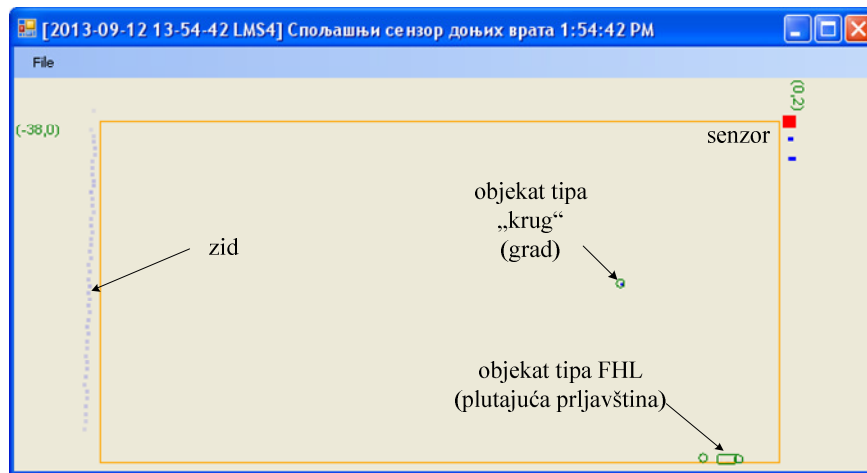 [2013-09-12 13-54-42 LMS4] Спољашњи сензор доњих врата 1:54:42 PM
File
(0,2)
(-38,0)
senzor
objekat tipa
„krug“
(grad)
zid
objekat tipa FHL
(plutajuća prljavština)